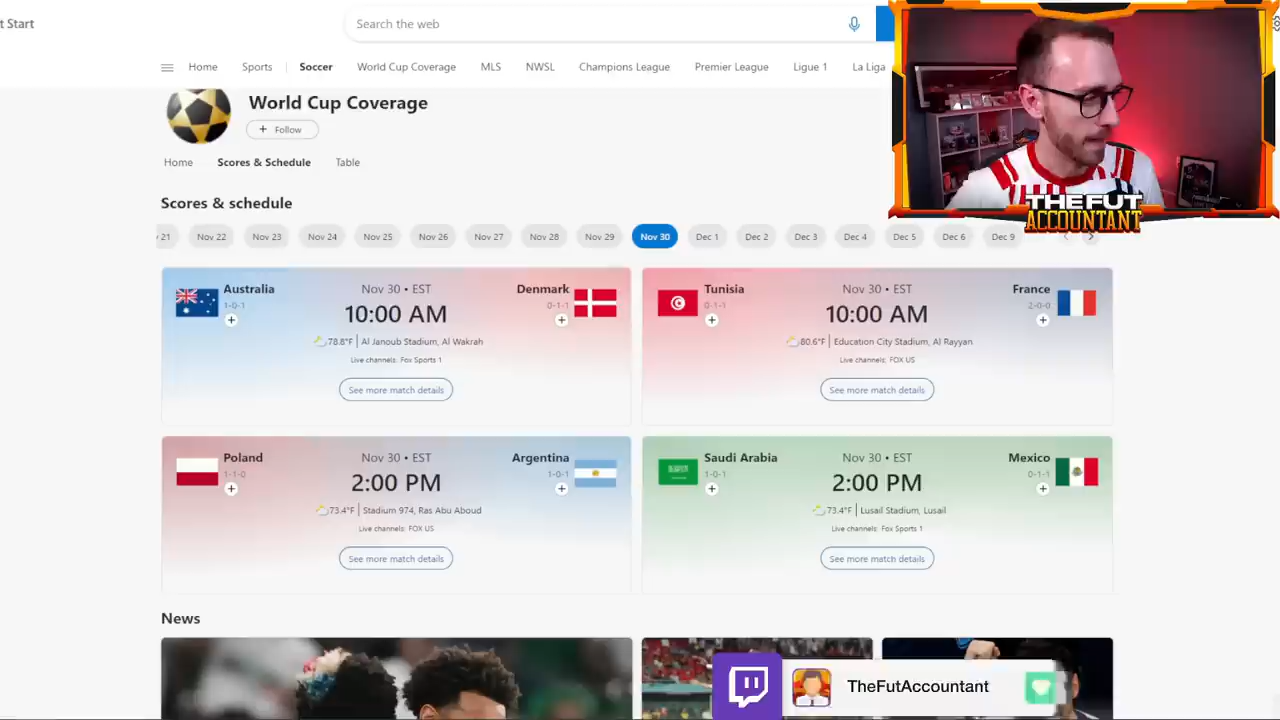 t Start
Search the web
Home Sports Soccer World Cup Coverage MLS NWSL Champions League Premier League Ligue 1 La Liga
World Cup Coverage
+ Follow
Home Scores & Schedule Table
Scores & schedule
21 Nov 22 Nov 23 Nov 25 Nov 26 Nov 27 Nov 28 Nov 29 Nov 30 Dec 1 Dec 2 Dec 3 Dec 4 Dec 5 Dec 6 Dec 9
Australia
1-0-1
Nov 30 • EST
10:00 AM
Denmark
0-1-1
78.8°F | Al Janoub Stadium, Al Wakrah
Live channels: Fox Sports 1
See more match details
Tunisia
0-1-1
Nov 30 • EST
10:00 AM
France
2-0-0
80.6°F | Education City Stadium, Al Rayyan
Live channels: FOX US
See more match details
Poland
1-1-0
Nov 30 • EST
2:00 PM
Argentina
1-0-1
73.4°F | Stadium 974, Ras Abu Aboud
Live channels: FOX US
See more match details
Saudi Arabia
1-0-1
Nov 30 • EST
2:00 PM
Mexico
0-1-1
73.4°F | Lusail Stadium, Lusail
Live channels: Fox Sports 1
See more match details
News
THEFUT
ACCOUNTANT
TheFutAccountant